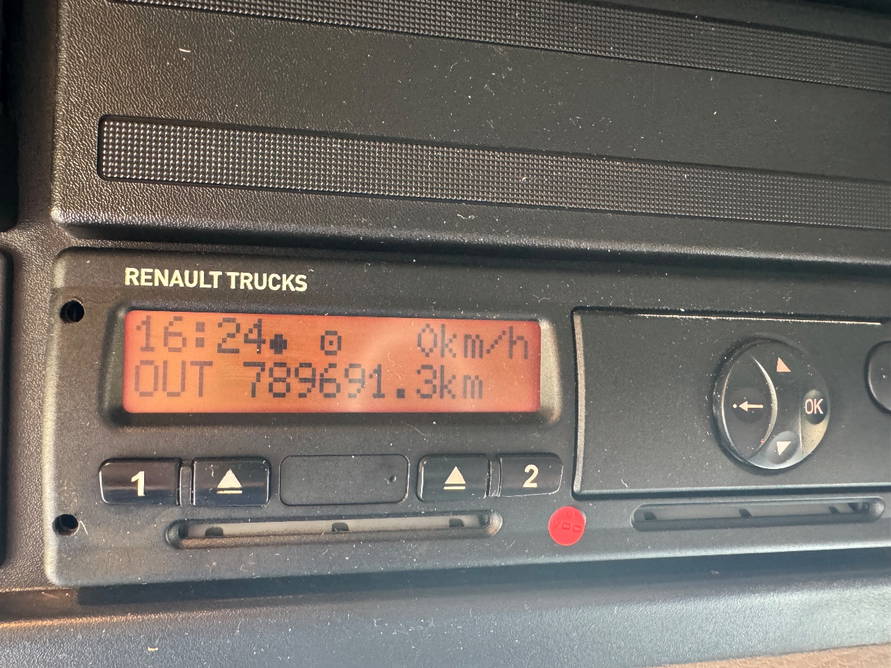 RENAULT TRUCKS
16:24 0km/h
OUT 789691.3km
1 2
OK